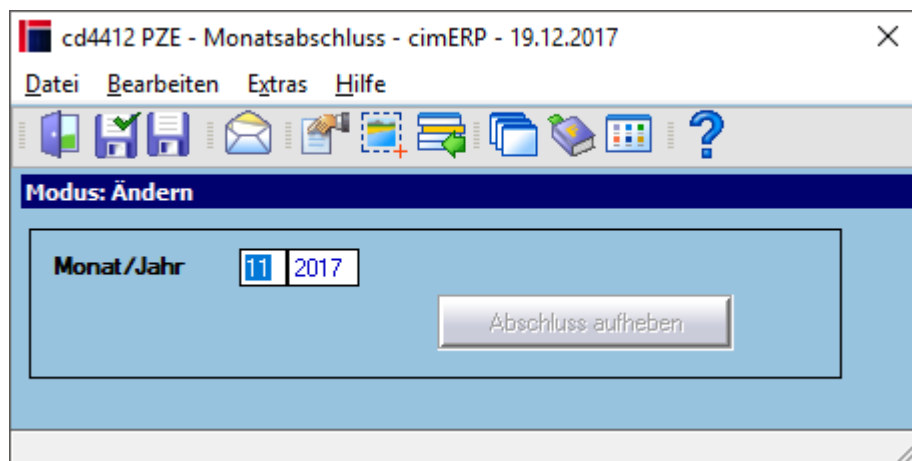 cd4412 PZE - Monatsabschluss - cimERP - 19.12.2017
Datei Bearbeiten Extras Hilfe
Modus: Ändern
Monat/Jahr 11 2017
Abschluss aufheben